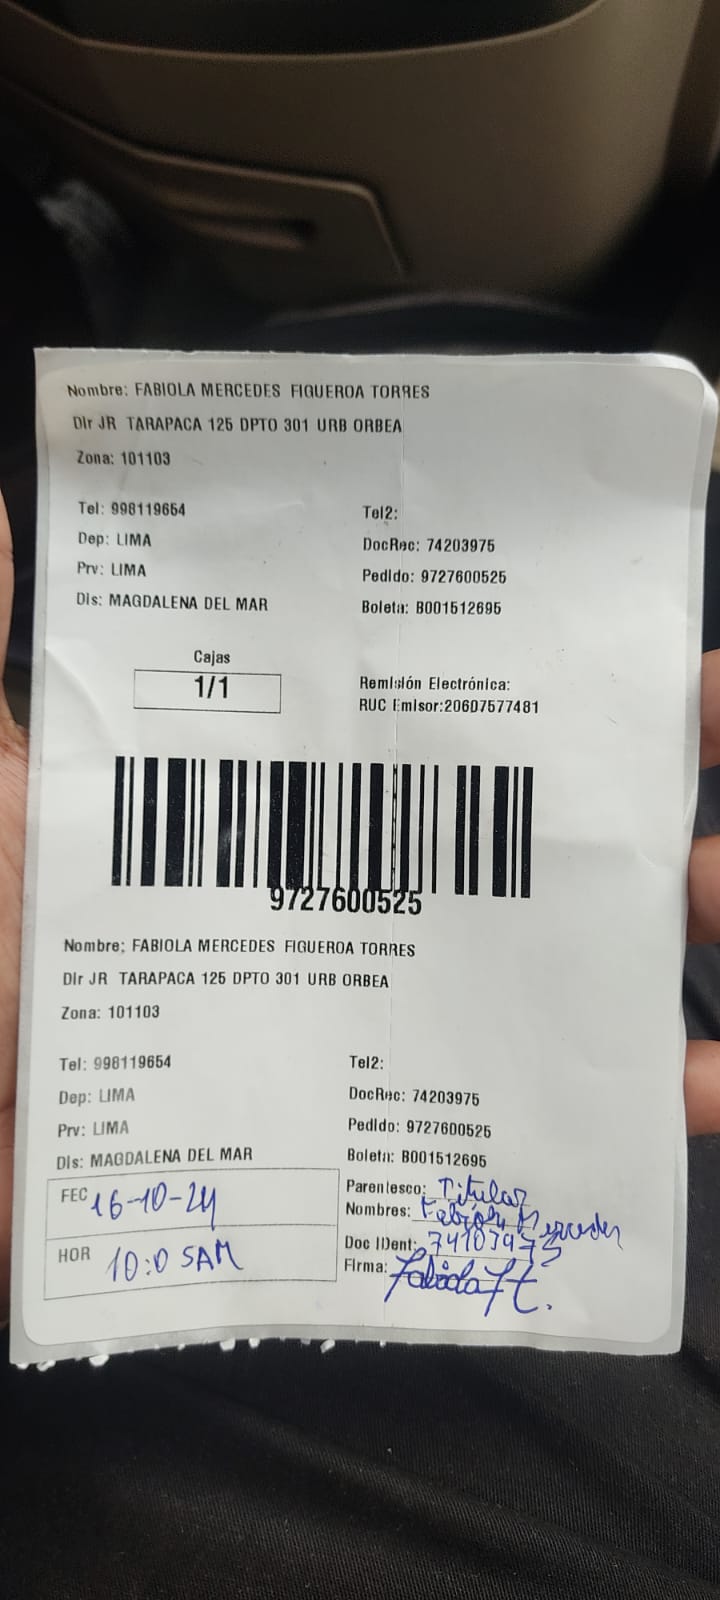 Nombre: FABIOLA MERCEDES FIGUEROA TORRES
Dir JR TARAPACA 125 DPTO 301 URB ORBEA
Zona: 101103
Tel: 998119654 Tel2:
Dep: LIMA DocRec: 74203975
Prv: LIMA Pedido: 9727600525
Dis: MAGDALENA DEL MAR Boleta: B001512695
Cajas
1/1
Remisión Electrónica:
RUC Emisor:20607577481
9727600525
Nombre: FABIOLA MERCEDES FIGUEROA TORRES
Dir JR TARAPACA 125 DPTO 301 URB ORBEA
Zona: 101103
Tel: 998119654 Tel2:
Dep: LIMA DocRec: 74203975
Prv: LIMA Pedido: 9727600525
Dis: MAGDALENA DEL MAR Boleta: B001512695
FEC 16-10-24 Parentesco: Titular
Nombres: Fabiola Mercedes
HOR 10:05AM Doc IDent:
Firma: